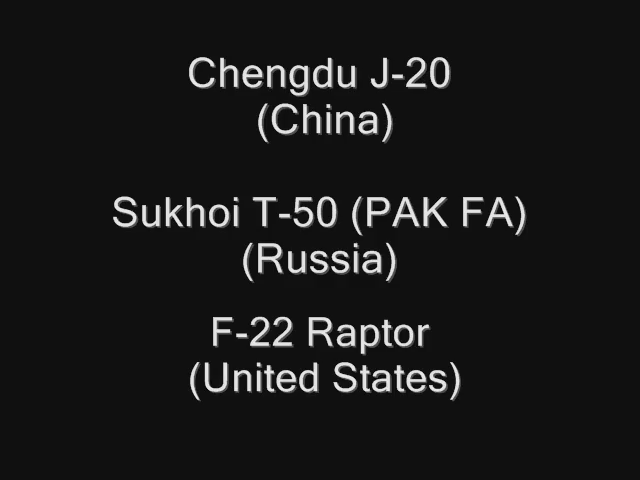 Chengdu J-20
(China)
Sukhoi T-50 (PAK FA)
(Russia)
F-22 Raptor
(United States)